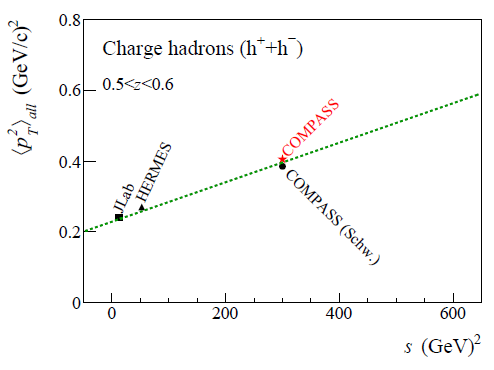 0.8
Charge hadrons (h⁺+h⁻)
0.5<z<0.6
⟨p²_T⟩_all (GeV/c)²
0.6
0.4
0.2
0
JLab
HERMES
COMPASS
COMPASS (Schw.)
0 200 400 600
s (GeV)²